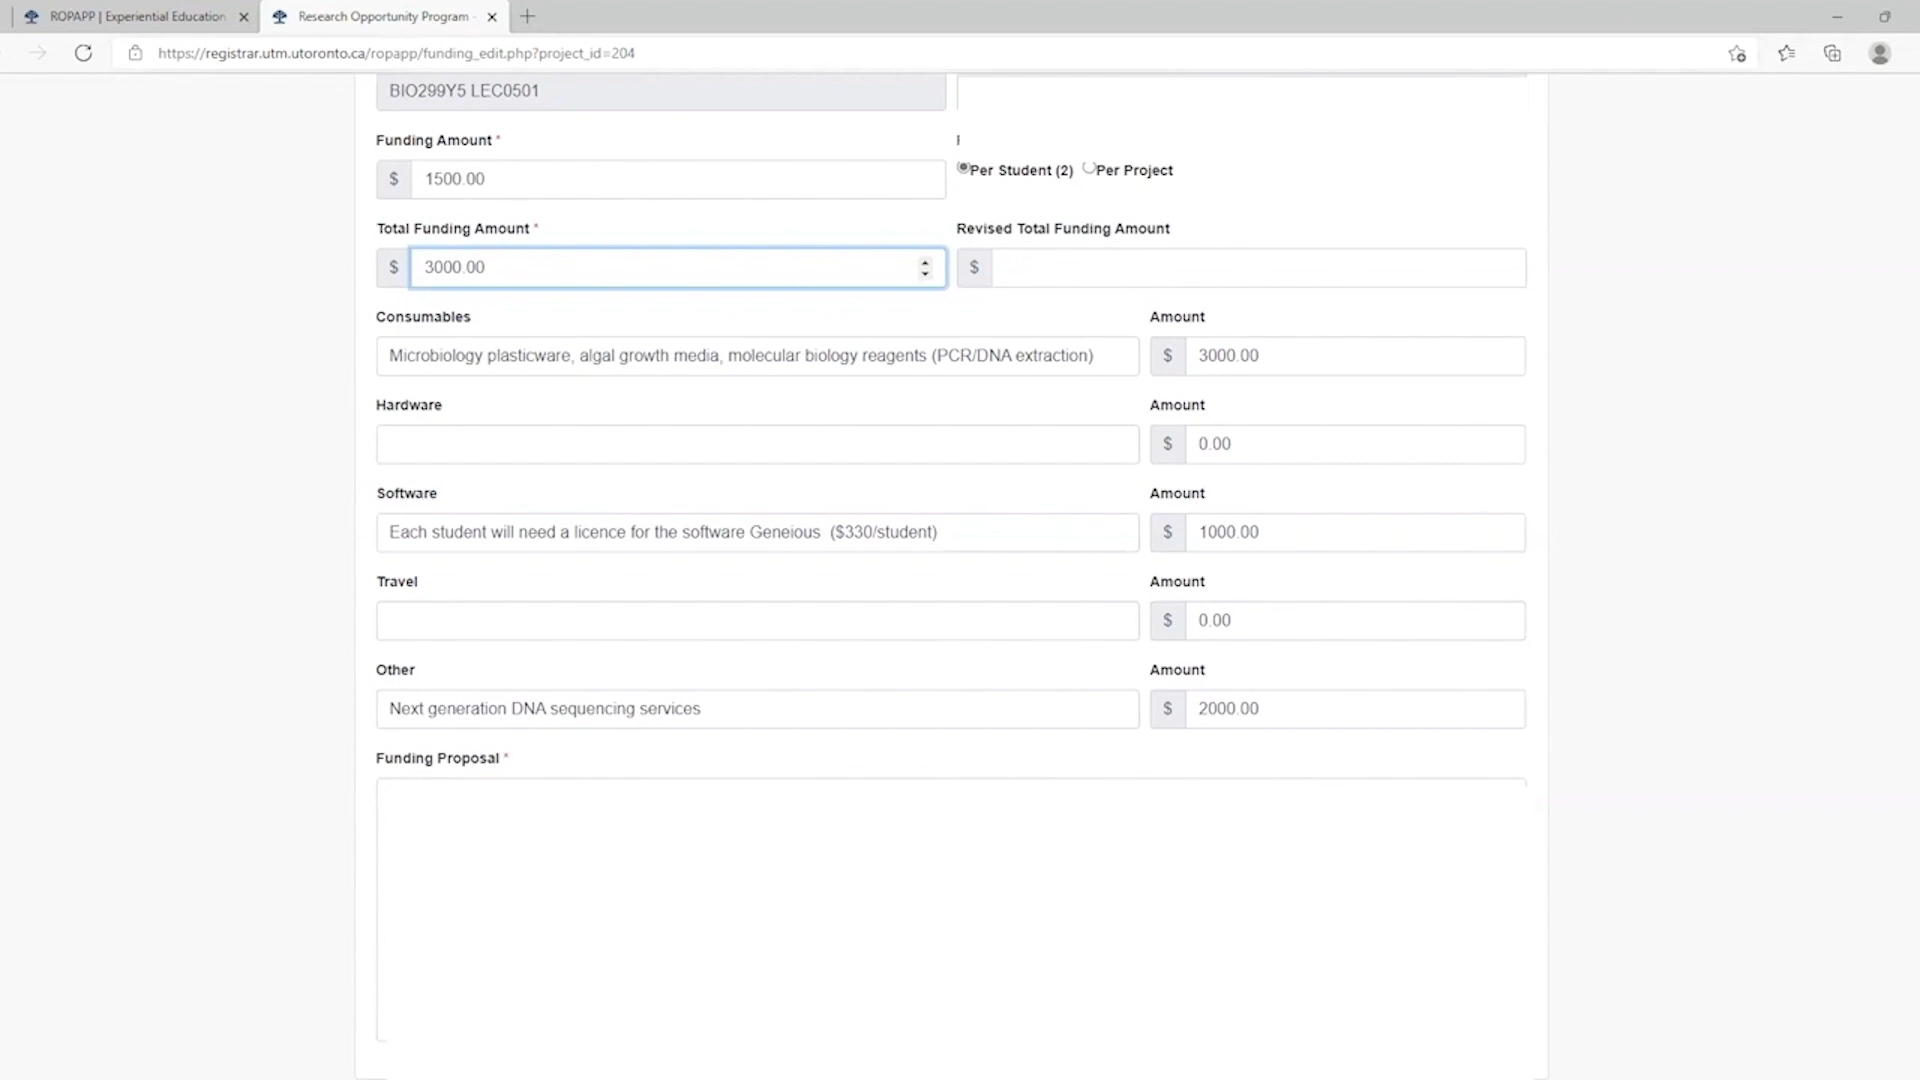 ROPAPP | Experiential Education
Research Opportunity Program
https://registrar.utm.utoronto.ca/ropapp/funding_edit.php?project_id=204
BIO299Y5 LEC0501
Funding Amount *
$ 1500.00
Per Student (2) Per Project
Total Funding Amount * Revised Total Funding Amount
$ 3000.00 $
Consumables Amount
Microbiology plasticware, algal growth media, molecular biology reagents (PCR/DNA extraction) $ 3000.00
Hardware Amount
$ 0.00
Software Amount
Each student will need a licence for the software Geneious ($330/student) $ 1000.00
Travel Amount
$ 0.00
Other Amount
Next generation DNA sequencing services $ 2000.00
Funding Proposal *